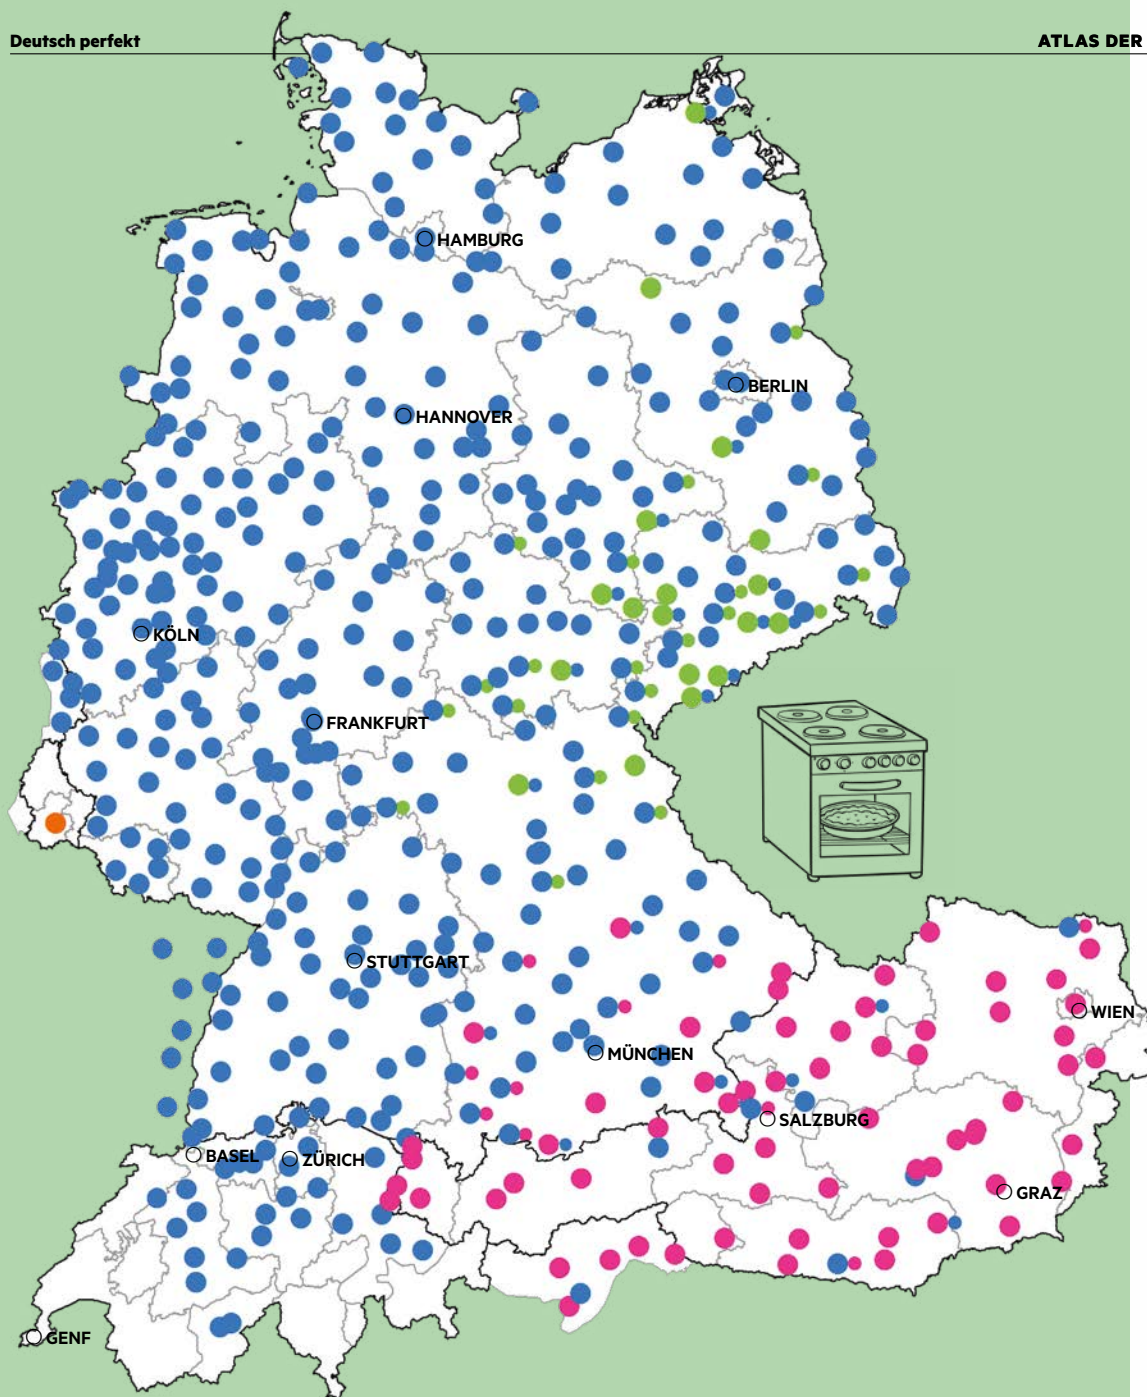 Deutsch perfekt
ATLAS DER
HAMBURG
BERLIN
HANNOVER
KÖLN
FRANKFURT
STUTTGART
WIEN
MÜNCHEN
SALZBURG
BASEL
ZÜRICH
GRAZ
GENF